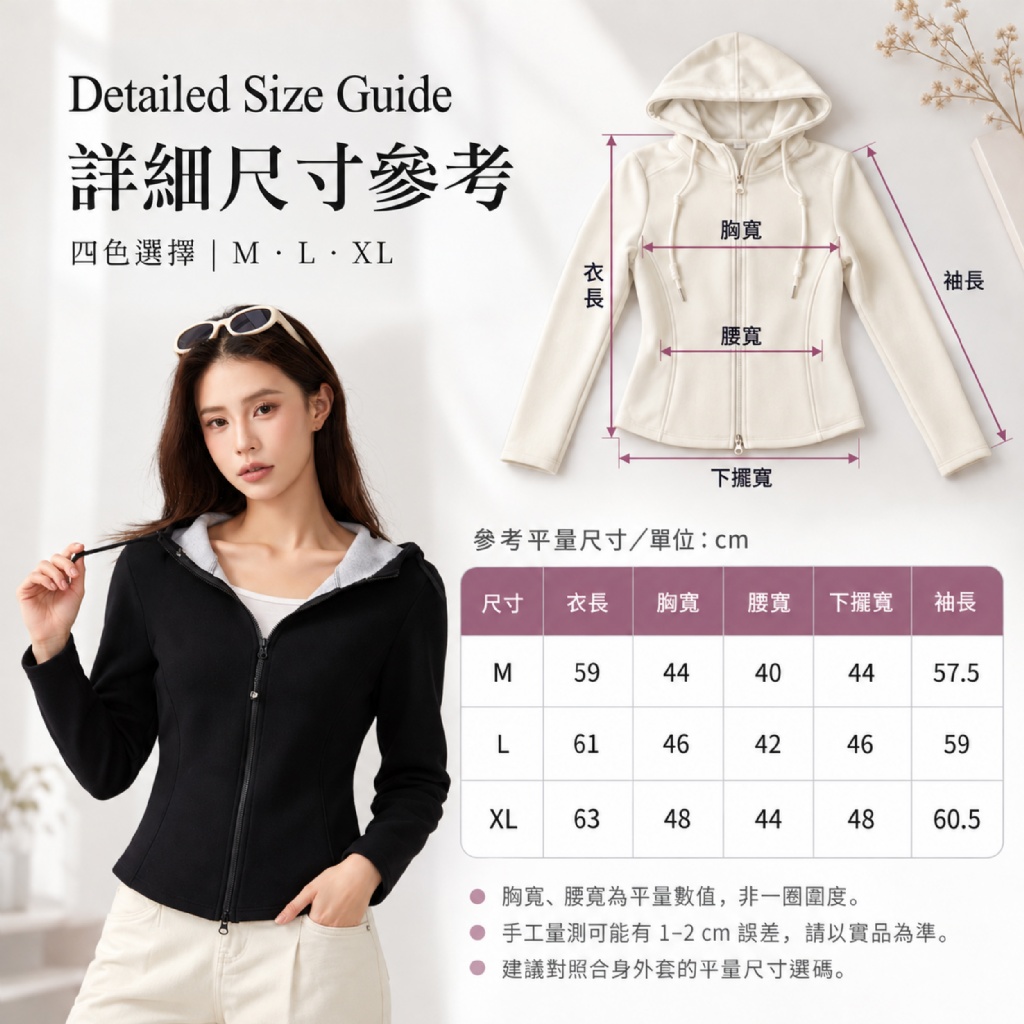 Detailed Size Guide
詳細尺寸參考
四色選擇 | M · L · XL
胸寬
衣長
袖長
腰寬
下擺寬
參考平量尺寸／單位：cm
尺寸 衣長 胸寬 腰寬 下擺寬 袖長
M 59 44 40 44 57.5
L 61 46 42 46 59
XL 63 48 44 48 60.5
胸寬、腰寬為平量數值，非一圈圍度。
手工量測可能有 1–2 cm 誤差，請以實品為準。
建議對照合身外套的平量尺寸選碼。